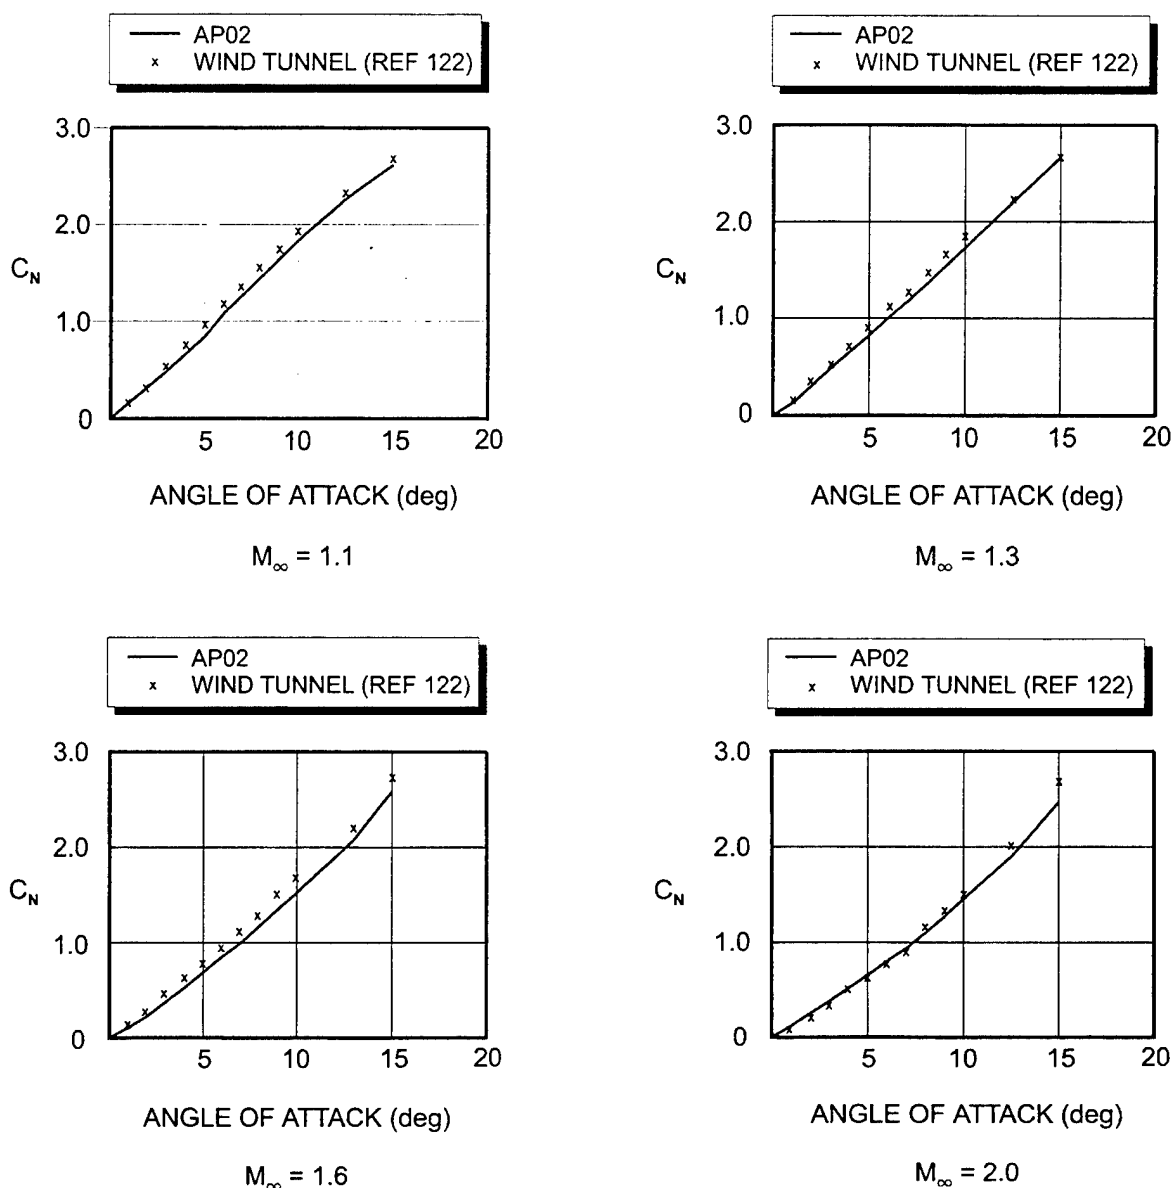 AP02
WIND TUNNEL (REF 122)
3.0
2.0
C_N
1.0
0
5 10 15 20
ANGLE OF ATTACK (deg)
M_∞ = 1.1
AP02
WIND TUNNEL (REF 122)
3.0
2.0
C_N
1.0
0
5 10 15 20
ANGLE OF ATTACK (deg)
M_∞ = 1.3
AP02
WIND TUNNEL (REF 122)
3.0
2.0
C_N
1.0
0
5 10 15 20
ANGLE OF ATTACK (deg)
M_∞ = 1.6
AP02
WIND TUNNEL (REF 122)
3.0
2.0
C_N
1.0
0
5 10 15 20
ANGLE OF ATTACK (deg)
M_∞ = 2.0